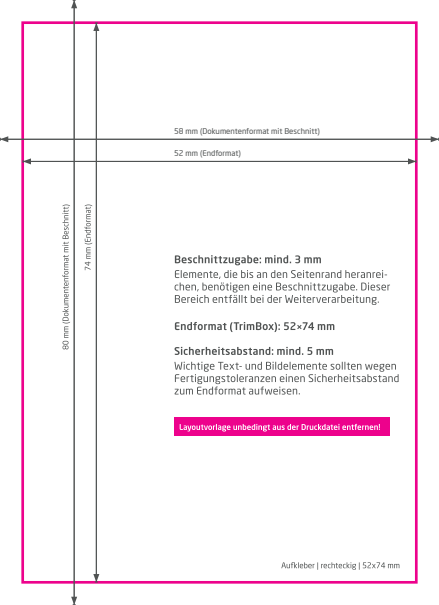 58 mm (Dokumentenformat mit Beschnitt)
52 mm (Endformat)
80 mm (Dokumentenformat mit Beschnitt)
74 mm (Endformat)
Beschnittzugabe: mind. 3 mm
Elemente, die bis an den Seitenrand heranrei-
chen, benötigen eine Beschnittzugabe. Dieser
Bereich entfällt bei der Weiterverarbeitung.
Endformat (TrimBox): 52×74 mm
Sicherheitsabstand: mind. 5 mm
Wichtige Text- und Bildelemente sollten wegen
Fertigungstoleranzen einen Sicherheitsabstand
zum Endformat aufweisen.
Layoutvorlage unbedingt aus der Druckdatei entfernen!
Aufkleber | rechteckig | 52x74 mm